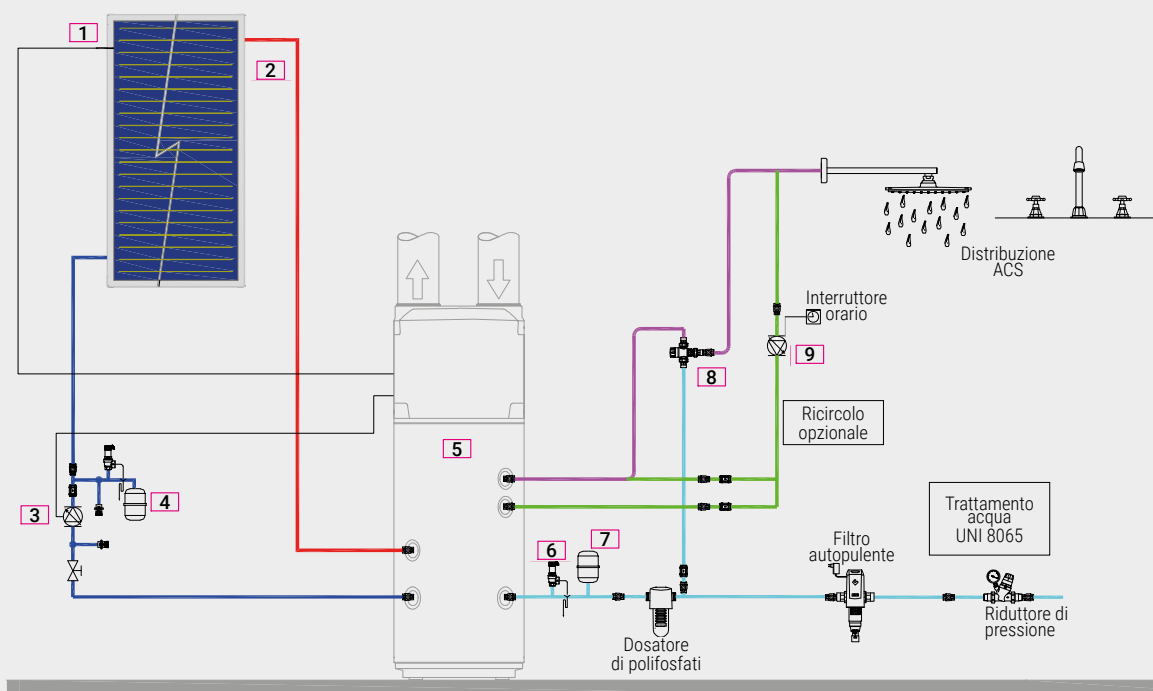 1
2
Distribuzione
ACS
Interruttore
orario
9
8
Ricircolo
opzionale
5
3
4
6
7
Trattamento
acqua
UNI 8065
Filtro
autopulente
Riduttore di
pressione
Dosatore
di polifosfati